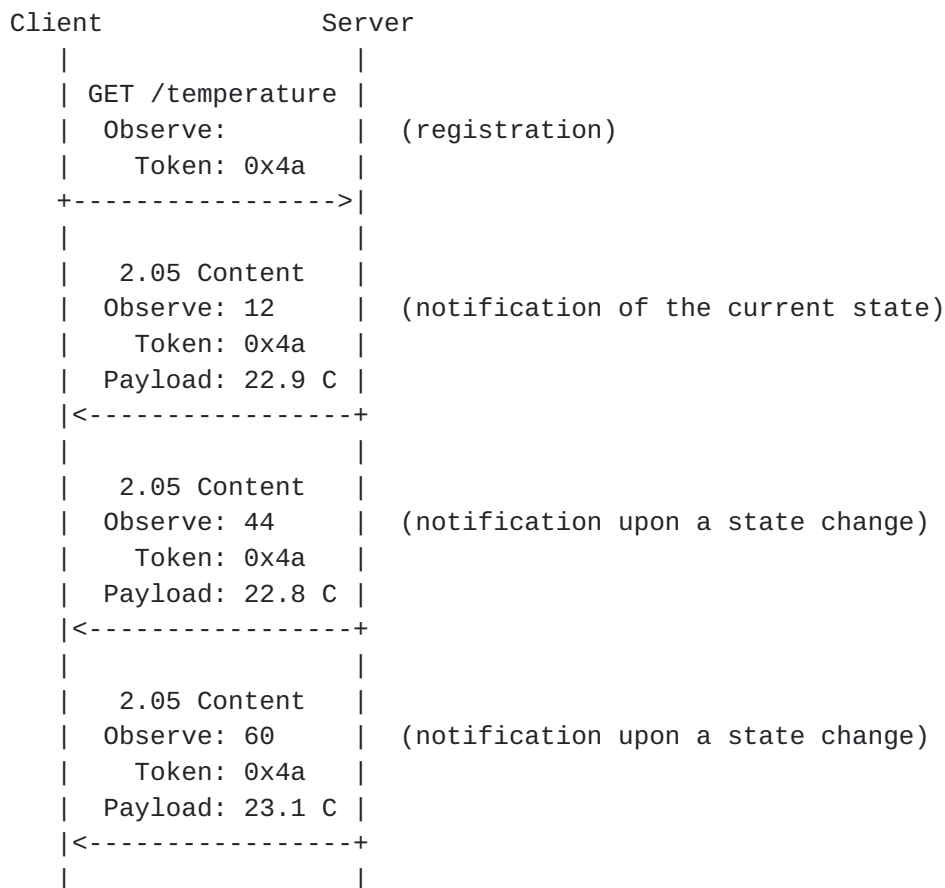 Client Server
GET /temperature
Observe: (registration)
Token: 0x4a
2.05 Content
Observe: 12 (notification of the current state)
Token: 0x4a
Payload: 22.9 C
2.05 Content
Observe: 44 (notification upon a state change)
Token: 0x4a
Payload: 22.8 C
2.05 Content
Observe: 60 (notification upon a state change)
Token: 0x4a
Payload: 23.1 C